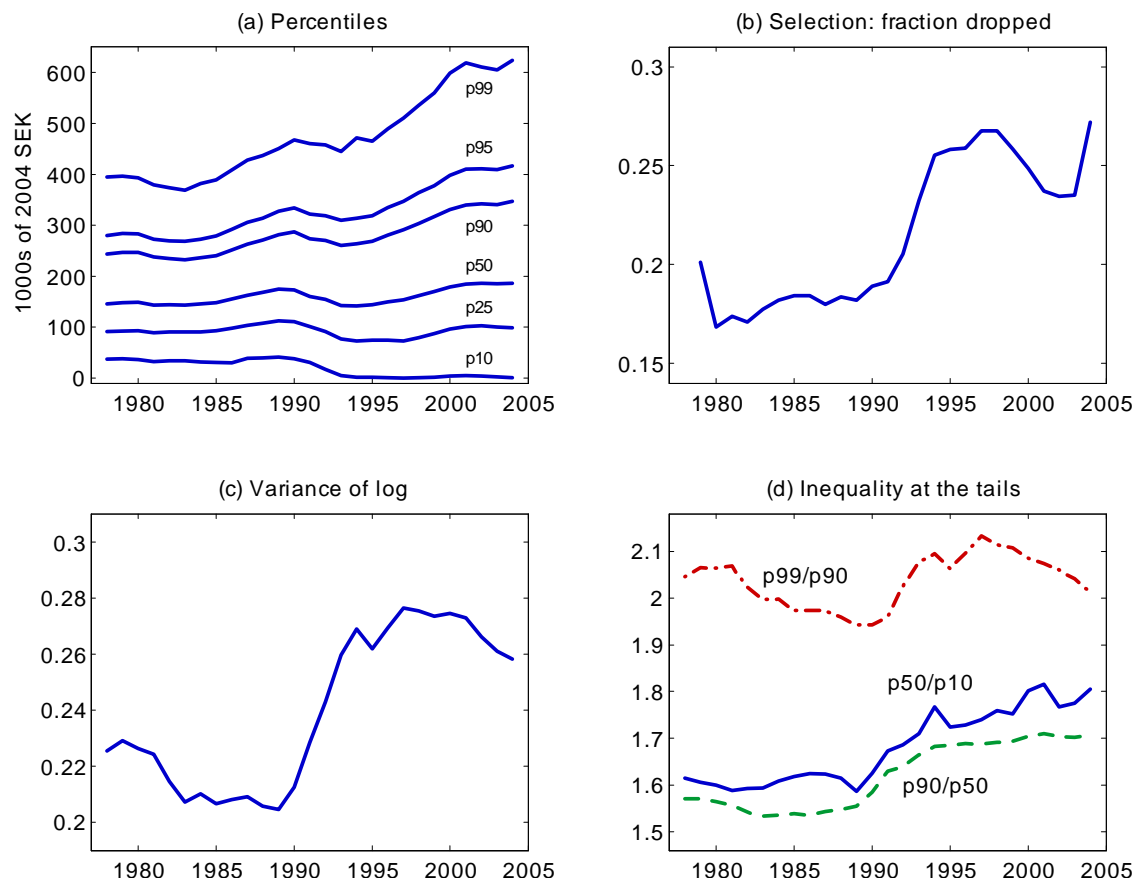 (a) Percentiles
1000s of 2004 SEK
600
500
400
300
200
100
0
p99
p95
p90
p50
p25
p10
1980 1985 1990 1995 2000 2005
(b) Selection: fraction dropped
0.3
0.25
0.2
0.15
1980 1985 1990 1995 2000 2005
(c) Variance of log
0.3
0.28
0.26
0.24
0.22
0.2
1980 1985 1990 1995 2000 2005
(d) Inequality at the tails
2.1
2
1.9
1.8
1.7
1.6
1.5
p99/p90
p50/p10
p90/p50
1980 1985 1990 1995 2000 2005